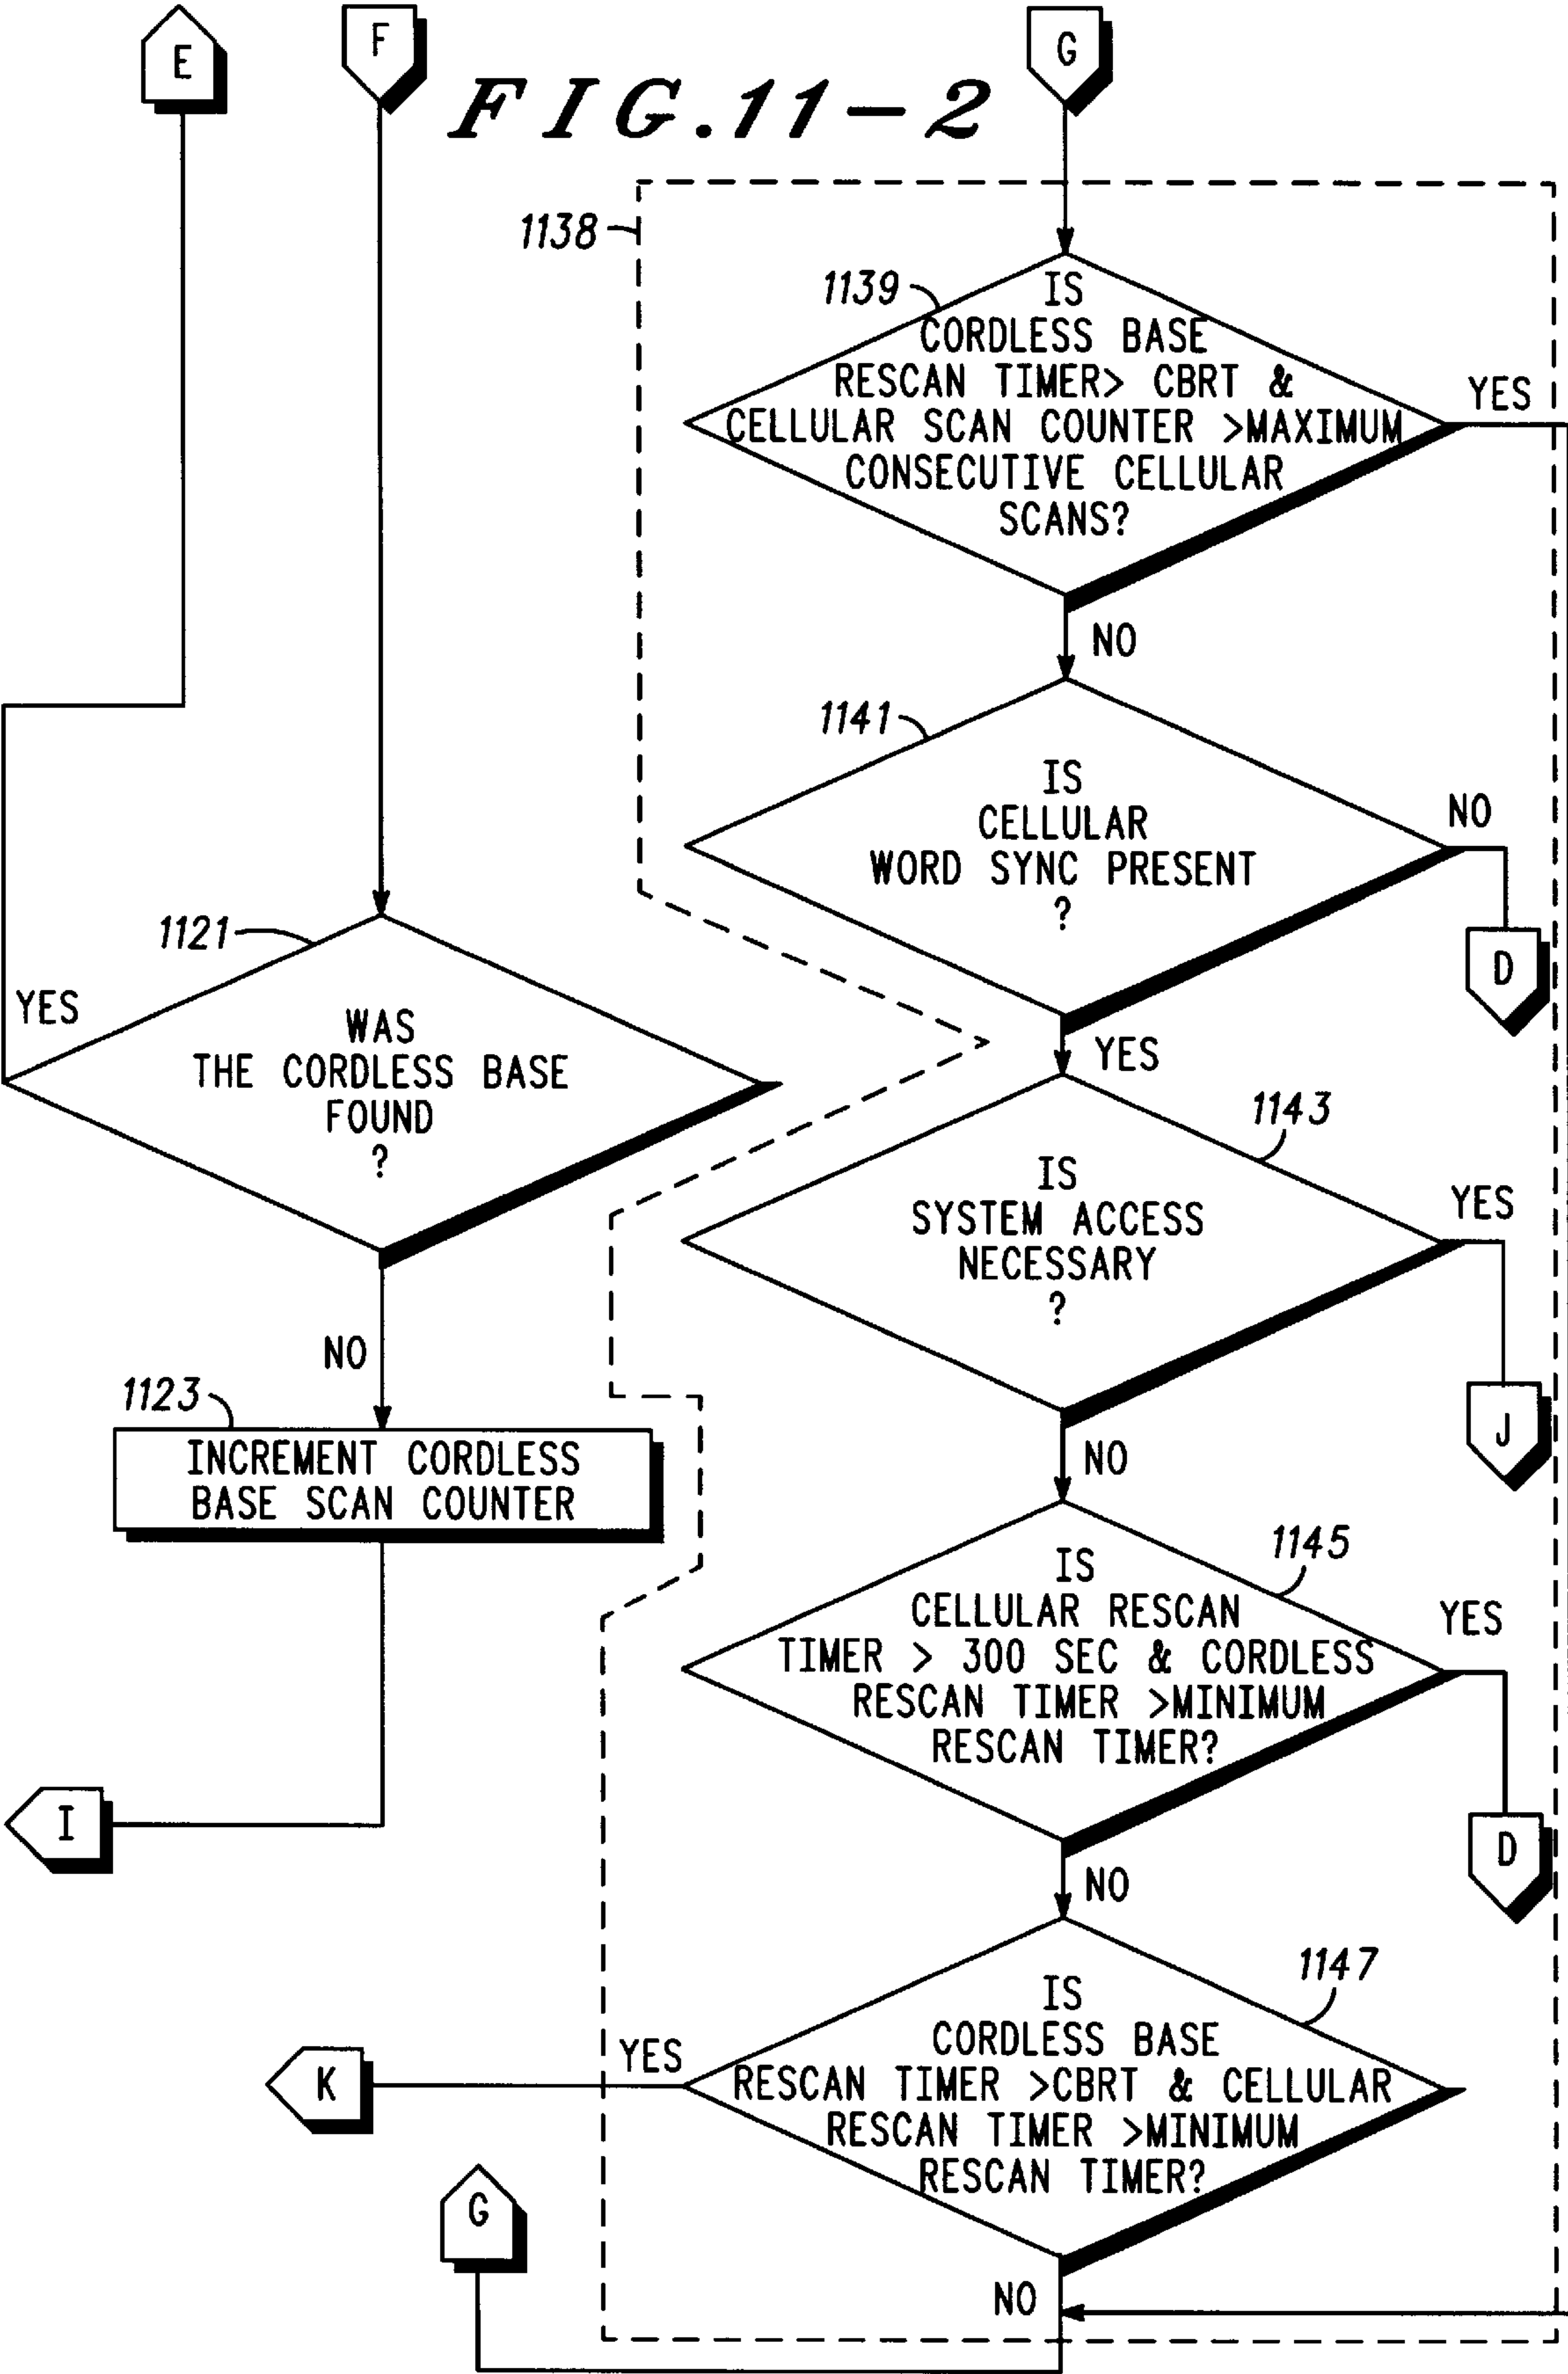 E
F
G
FIG.11-2
1138
1139
IS
CORDLESS BASE
RESCAN TIMER> CBRT &
CELLULAR SCAN COUNTER >MAXIMUM
CONSECUTIVE CELLULAR
SCANS?
YES
NO
1141
IS
CELLULAR
WORD SYNC PRESENT
?
NO
D
YES
1121
YES
WAS
THE CORDLESS BASE
FOUND
?
NO
1123
INCREMENT CORDLESS
BASE SCAN COUNTER
I
1143
IS
SYSTEM ACCESS
NECESSARY
?
YES
J
NO
1145
IS
CELLULAR RESCAN
TIMER > 300 SEC & CORDLESS
RESCAN TIMER >MINIMUM
RESCAN TIMER?
YES
D
NO
1147
IS
CORDLESS BASE
RESCAN TIMER >CBRT & CELLULAR
RESCAN TIMER >MINIMUM
RESCAN TIMER?
YES
K
G
NO